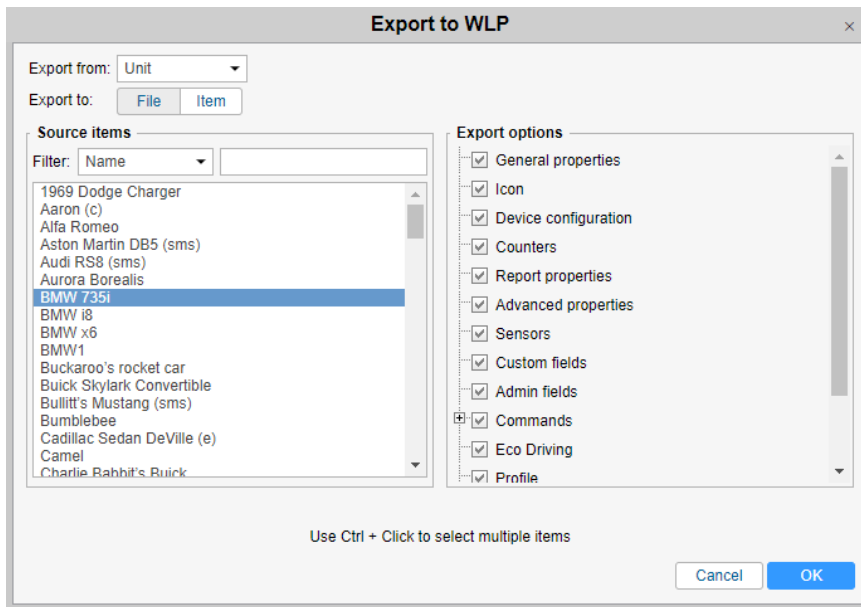 Export to WLP
Export from: Unit
Export to: File Item
Source items
Filter: Name
1969 Dodge Charger
Aaron (c)
Alfa Romeo
Aston Martin DB5 (sms)
Audi RS8 (sms)
Aurora Borealis
BMW 735i
BMW i8
BMW x6
BMW1
Buckaroo's rocket car
Buick Skylark Convertible
Bullitt's Mustang (sms)
Bumblebee
Cadillac Sedan DeVille (e)
Camel
Charlie Babbit's Buick
Export options
General properties
Icon
Device configuration
Counters
Report properties
Advanced properties
Sensors
Custom fields
Admin fields
Commands
Eco Driving
Profile
Use Ctrl + Click to select multiple items
Cancel OK